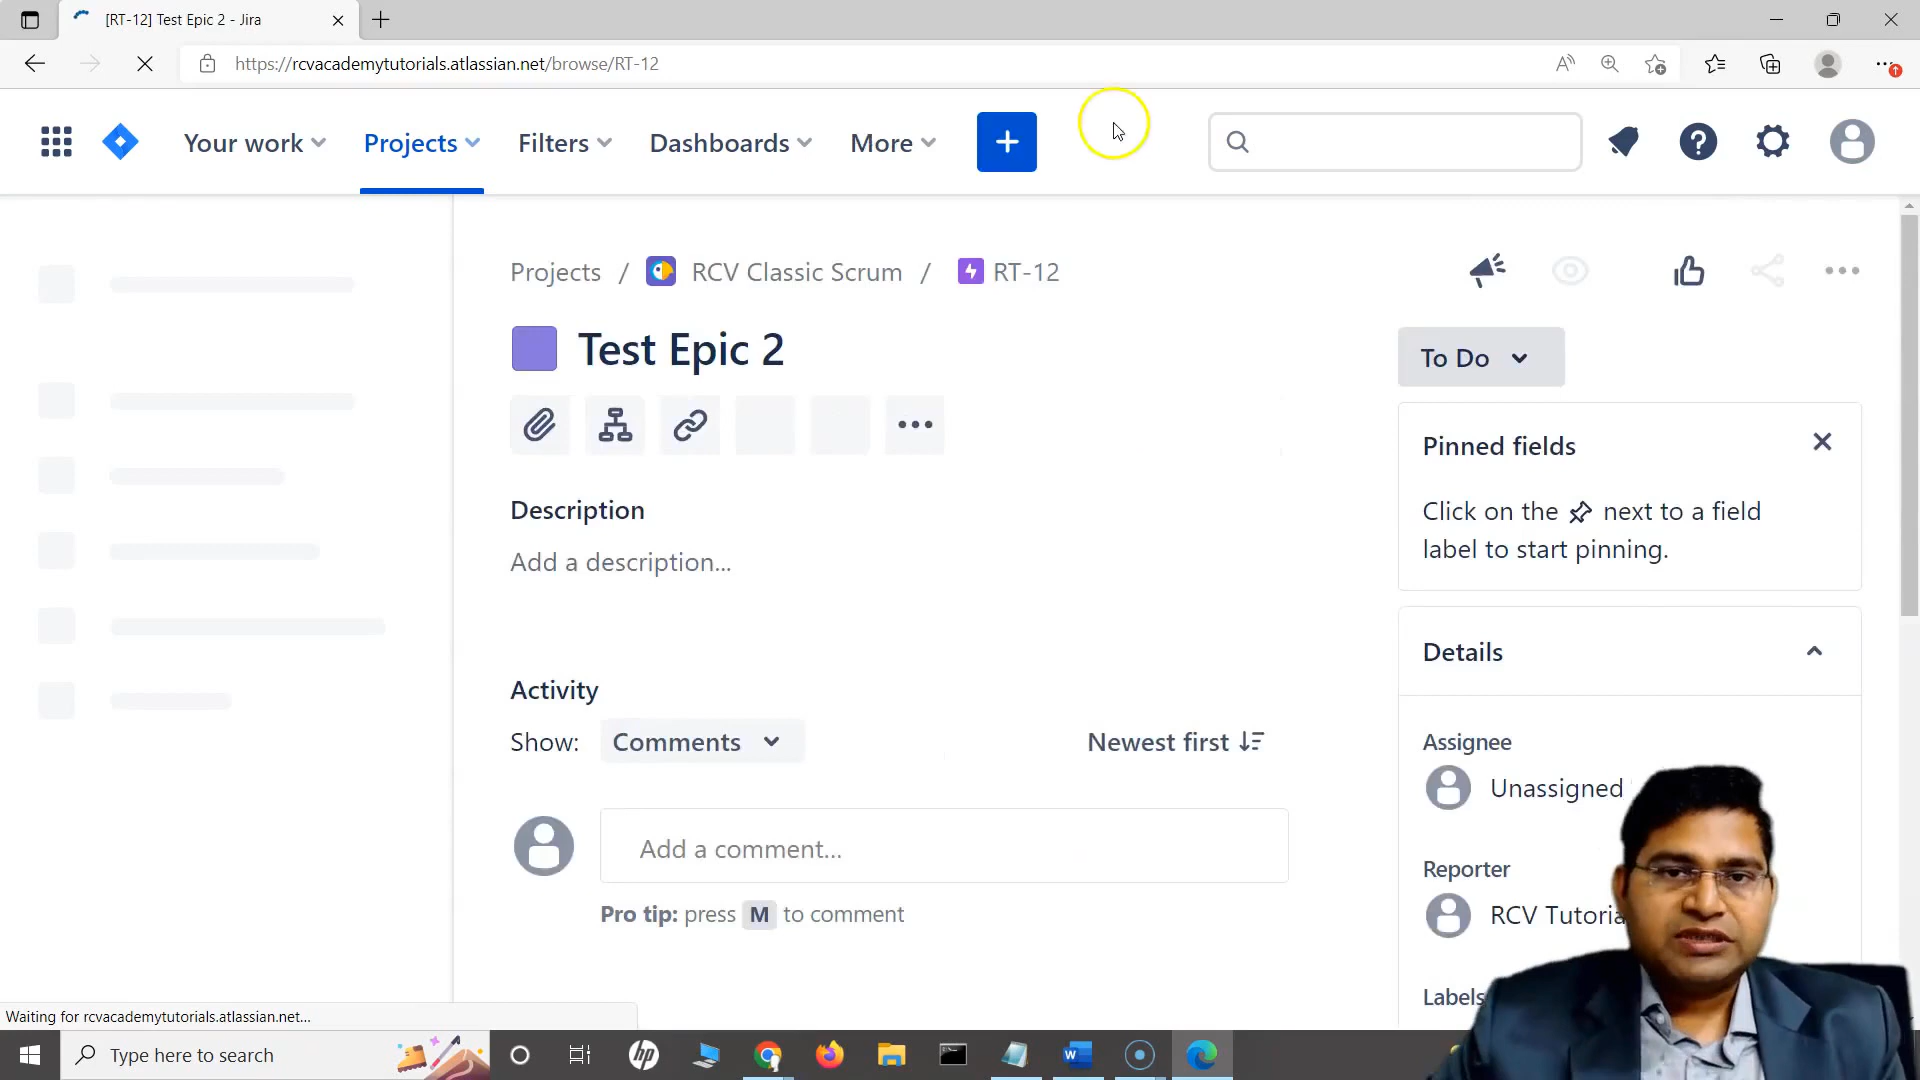 [RT-12] Test Epic 2 - Jira
https://rcvacademytutorials.atlassian.net/browse/RT-12
Your work
Projects
Filters
Dashboards
More
Projects / RCV Classic Scrum / RT-12
Test Epic 2
To Do
Pinned fields
Click on the next to a field
label to start pinning.
Description
Add a description...
Details
Activity
Show: Comments
Newest first
Assignee
Unassigned
Add a comment...
Reporter
RCV Tutoria
Pro tip: press M to comment
Labels
Waiting for rcvacademytutorials.atlassian.net...
Type here to search